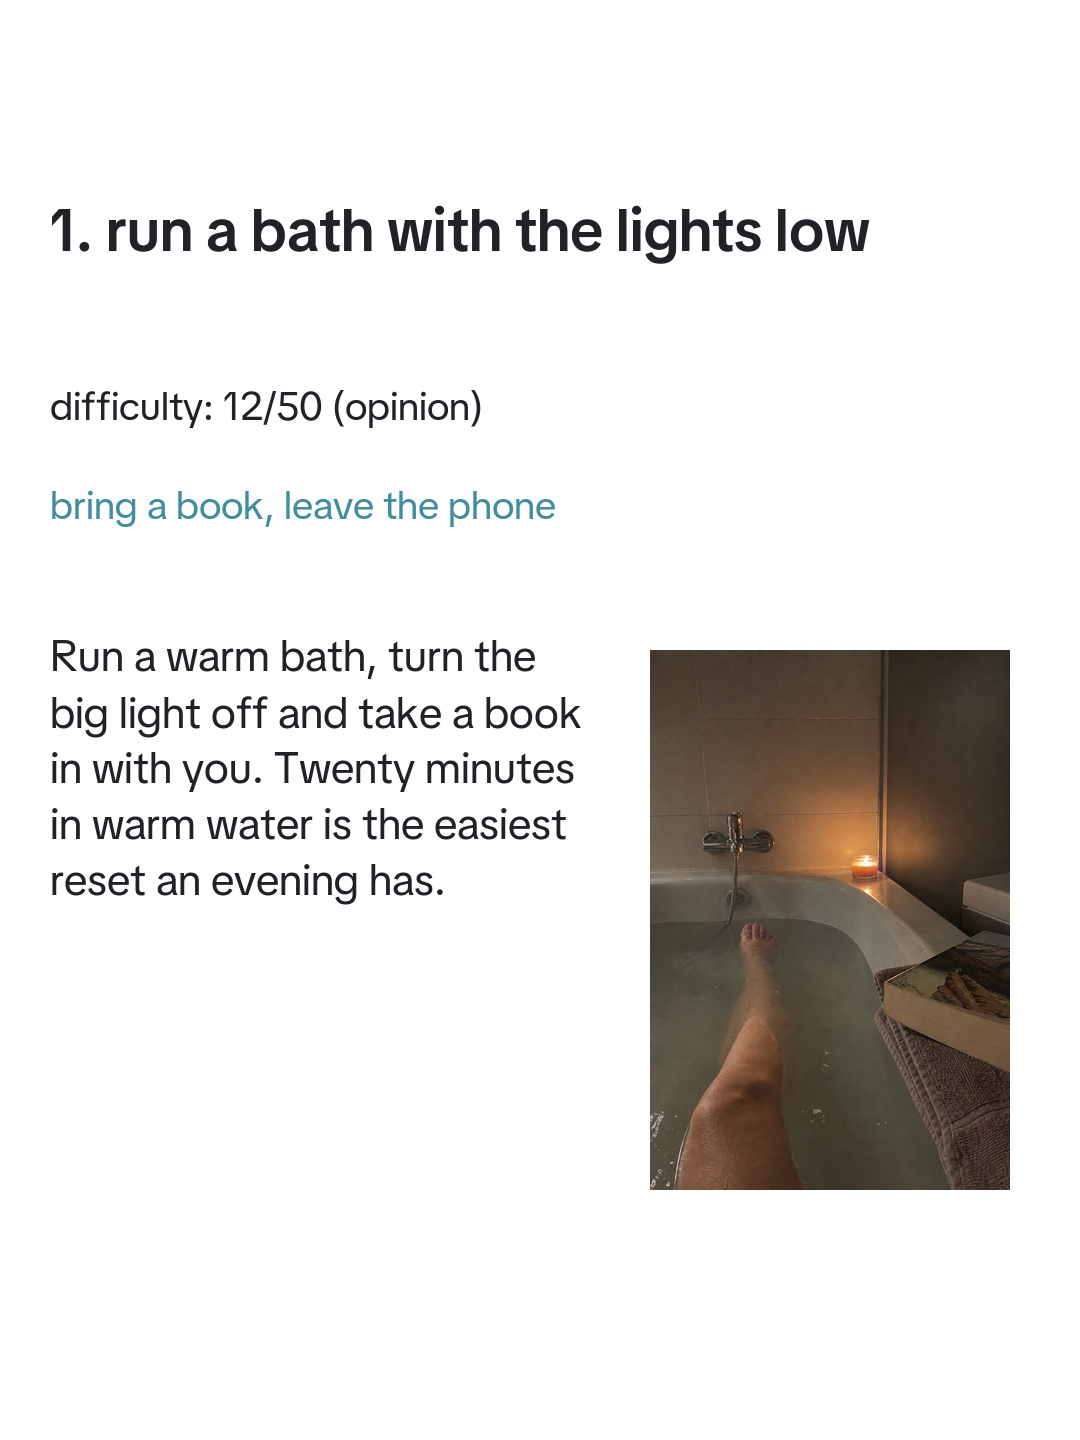 1. run a bath with the lights low
difficulty: 12/50 (opinion)
bring a book, leave the phone
Run a warm bath, turn the
big light off and take a book
in with you. Twenty minutes
in warm water is the easiest
reset an evening has.